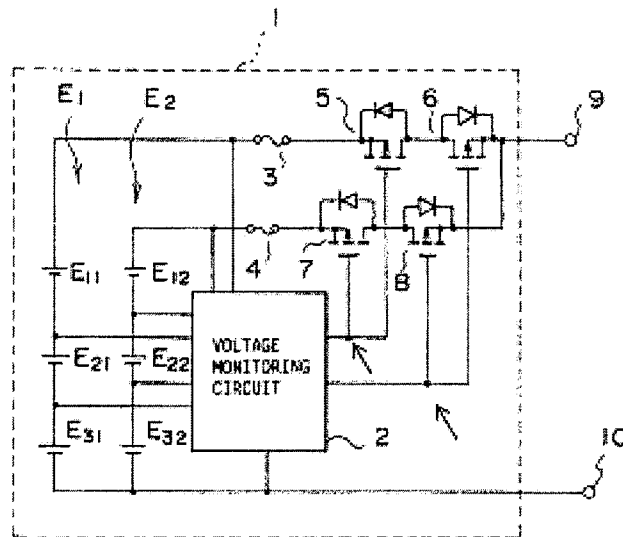 1
E1
E2
5
6
9
3
4
7
8
E11
E12
VOLTAGE
MONITORING
CIRCUIT
E21
E22
E31
E32
2
10